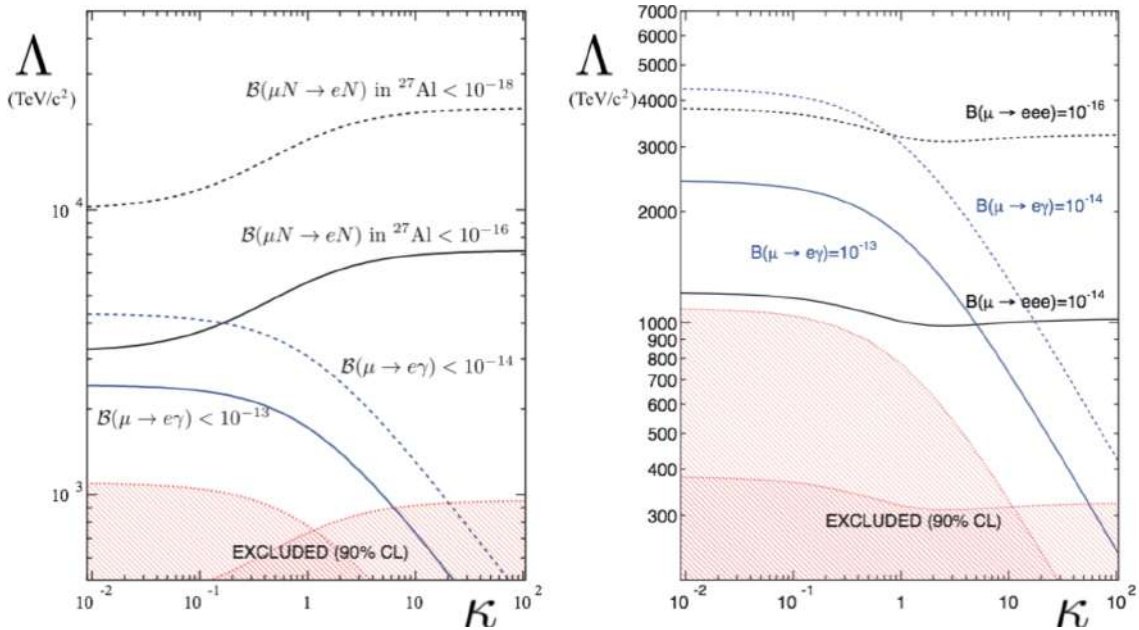 Λ
(TeV/c²)
B(μN → eN) in ²⁷Al < 10⁻¹⁸
10⁴
B(μN → eN) in ²⁷Al < 10⁻¹⁶
B(μ → eγ) < 10⁻¹⁴
B(μ → eγ) < 10⁻¹³
10³
EXCLUDED (90% CL)
10⁻² 10⁻¹ 1 10 10²
κ
Λ
(TeV/c²)
7000
5000
4000
3000
2000
1000
900
800
700
600
500
400
300
B(μ → eee)=10⁻¹⁶
B(μ → eγ)=10⁻¹⁴
B(μ → eγ)=10⁻¹³
B(μ → eee)=10⁻¹⁴
EXCLUDED (90% CL)
10⁻² 10⁻¹ 1 10 10²
κ